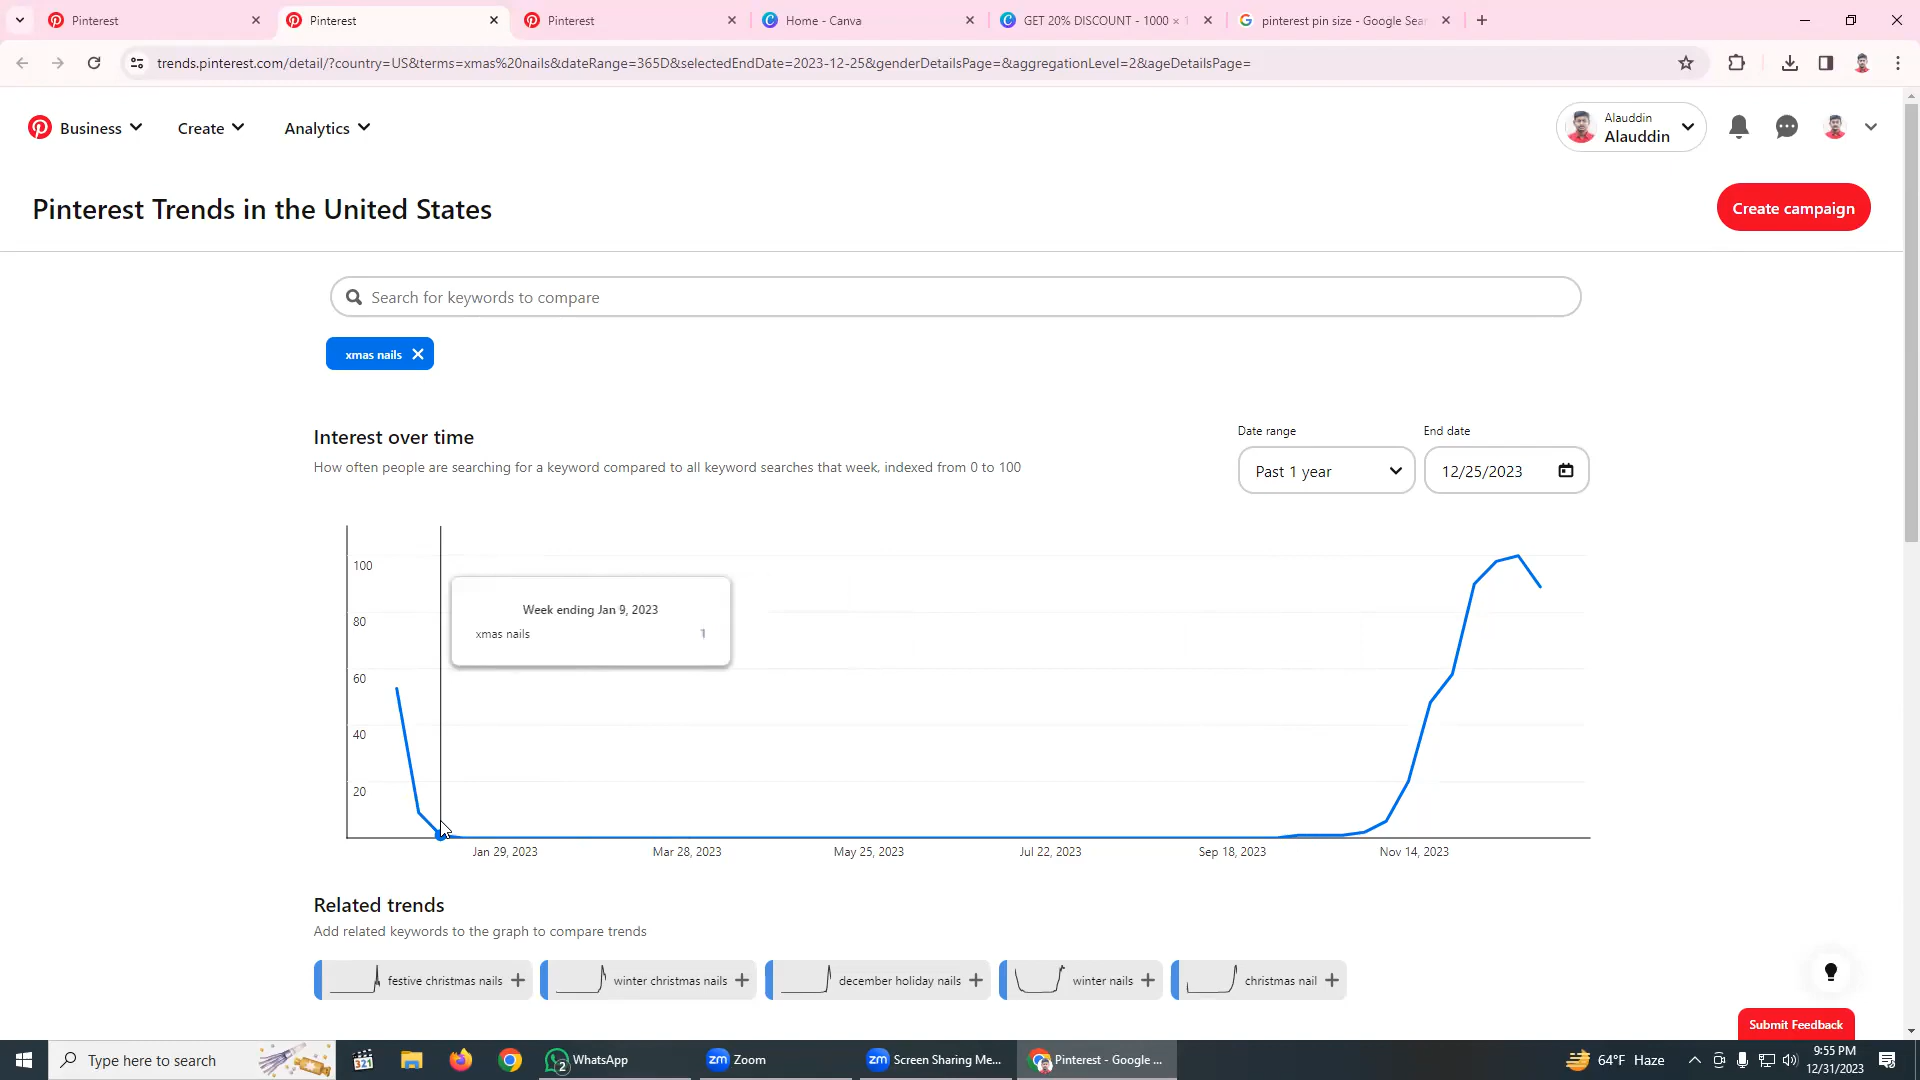 Pinterest
Pinterest
Pinterest
Home - Canva
GET 20% DISCOUNT - 1000 ×
pinterest pin size - Google Sear
trends.pinterest.com/detail/?country=US&terms=xmas%20nails&dateRange=365D&selectedEndDate=2023-12-25&genderDetailsPage=&aggregationLevel=2&ageDetailsPage=
Business
Create
Analytics
Alauddin
Alauddin
Pinterest Trends in the United States
Create campaign
Search for keywords to compare
xmas nails
Interest over time
How often people are searching for a keyword compared to all keyword searches that week, indexed from 0 to 100
Date range
End date
Past 1 year
12/25/2023
100
80
60
40
20
Week ending Jan 9, 2023
xmas nails 1
Jan 29, 2023
Mar 28, 2023
May 25, 2023
Jul 22, 2023
Sep 18, 2023
Nov 14, 2023
Related trends
Add related keywords to the graph to compare trends
festive christmas nails
winter christmas nails
december holiday nails
winter nails
christmas nail
Submit Feedback
Type here to search
321
2
WhatsApp
zm
Zoom
zm
Screen Sharing Me...
Pinterest - Google ...
64°F Haze
9:55 PM
12/31/2023